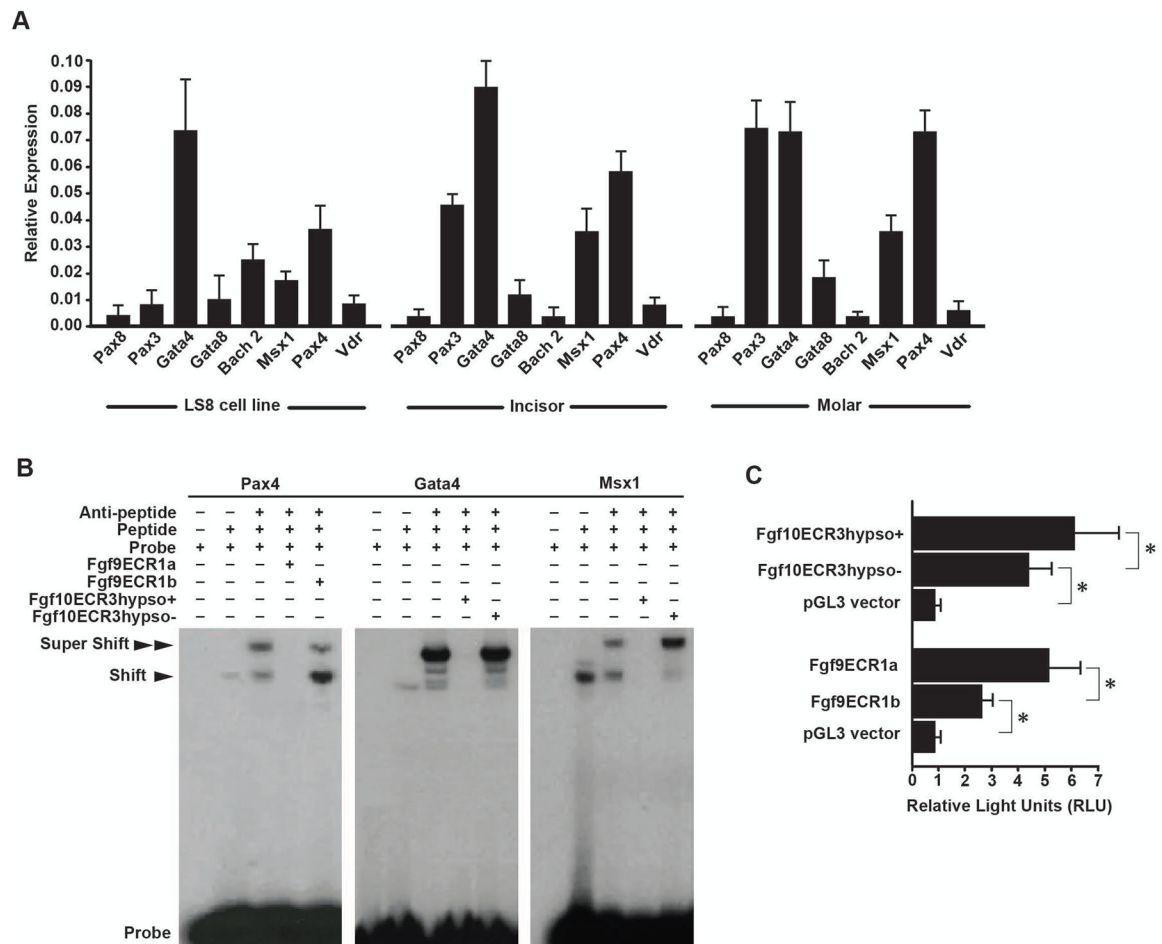 A
Relative Expression
0.10
0.09
0.08
0.07
0.06
0.05
0.04
0.03
0.02
0.01
0.00
Pax8 Pax3 Gata4 Gata8 Bach 2 Msx1 Pax4 Vdr
Pax8 Pax3 Gata4 Gata8 Bach 2 Msx1 Pax4 Vdr
Pax8 Pax3 Gata4 Gata8 Bach 2 Msx1 Pax4 Vdr
LS8 cell line Incisor Molar
B
Pax4 Gata4 Msx1
Anti-peptide – – + + + – – + + + – – + + +
Peptide – + + + + – + + + + – + + + +
Probe + + + + + + + + + + + + + + +
Fgf9ECR1a – – – + – – – – – – – – – – –
Fgf9ECR1b – – – – + – – – – – – – – – –
Fgf10ECR3hypso+ – – – – – – – – + – – – – + –
Fgf10ECR3hypso- – – – – – – – – – + – – – – +
Super Shift
Shift
Probe
C
Fgf10ECR3hypso+
Fgf10ECR3hypso-
pGL3 vector
Fgf9ECR1a
Fgf9ECR1b
pGL3 vector
*
*
*
*
0 1 2 3 4 5 6 7
Relative Light Units (RLU)